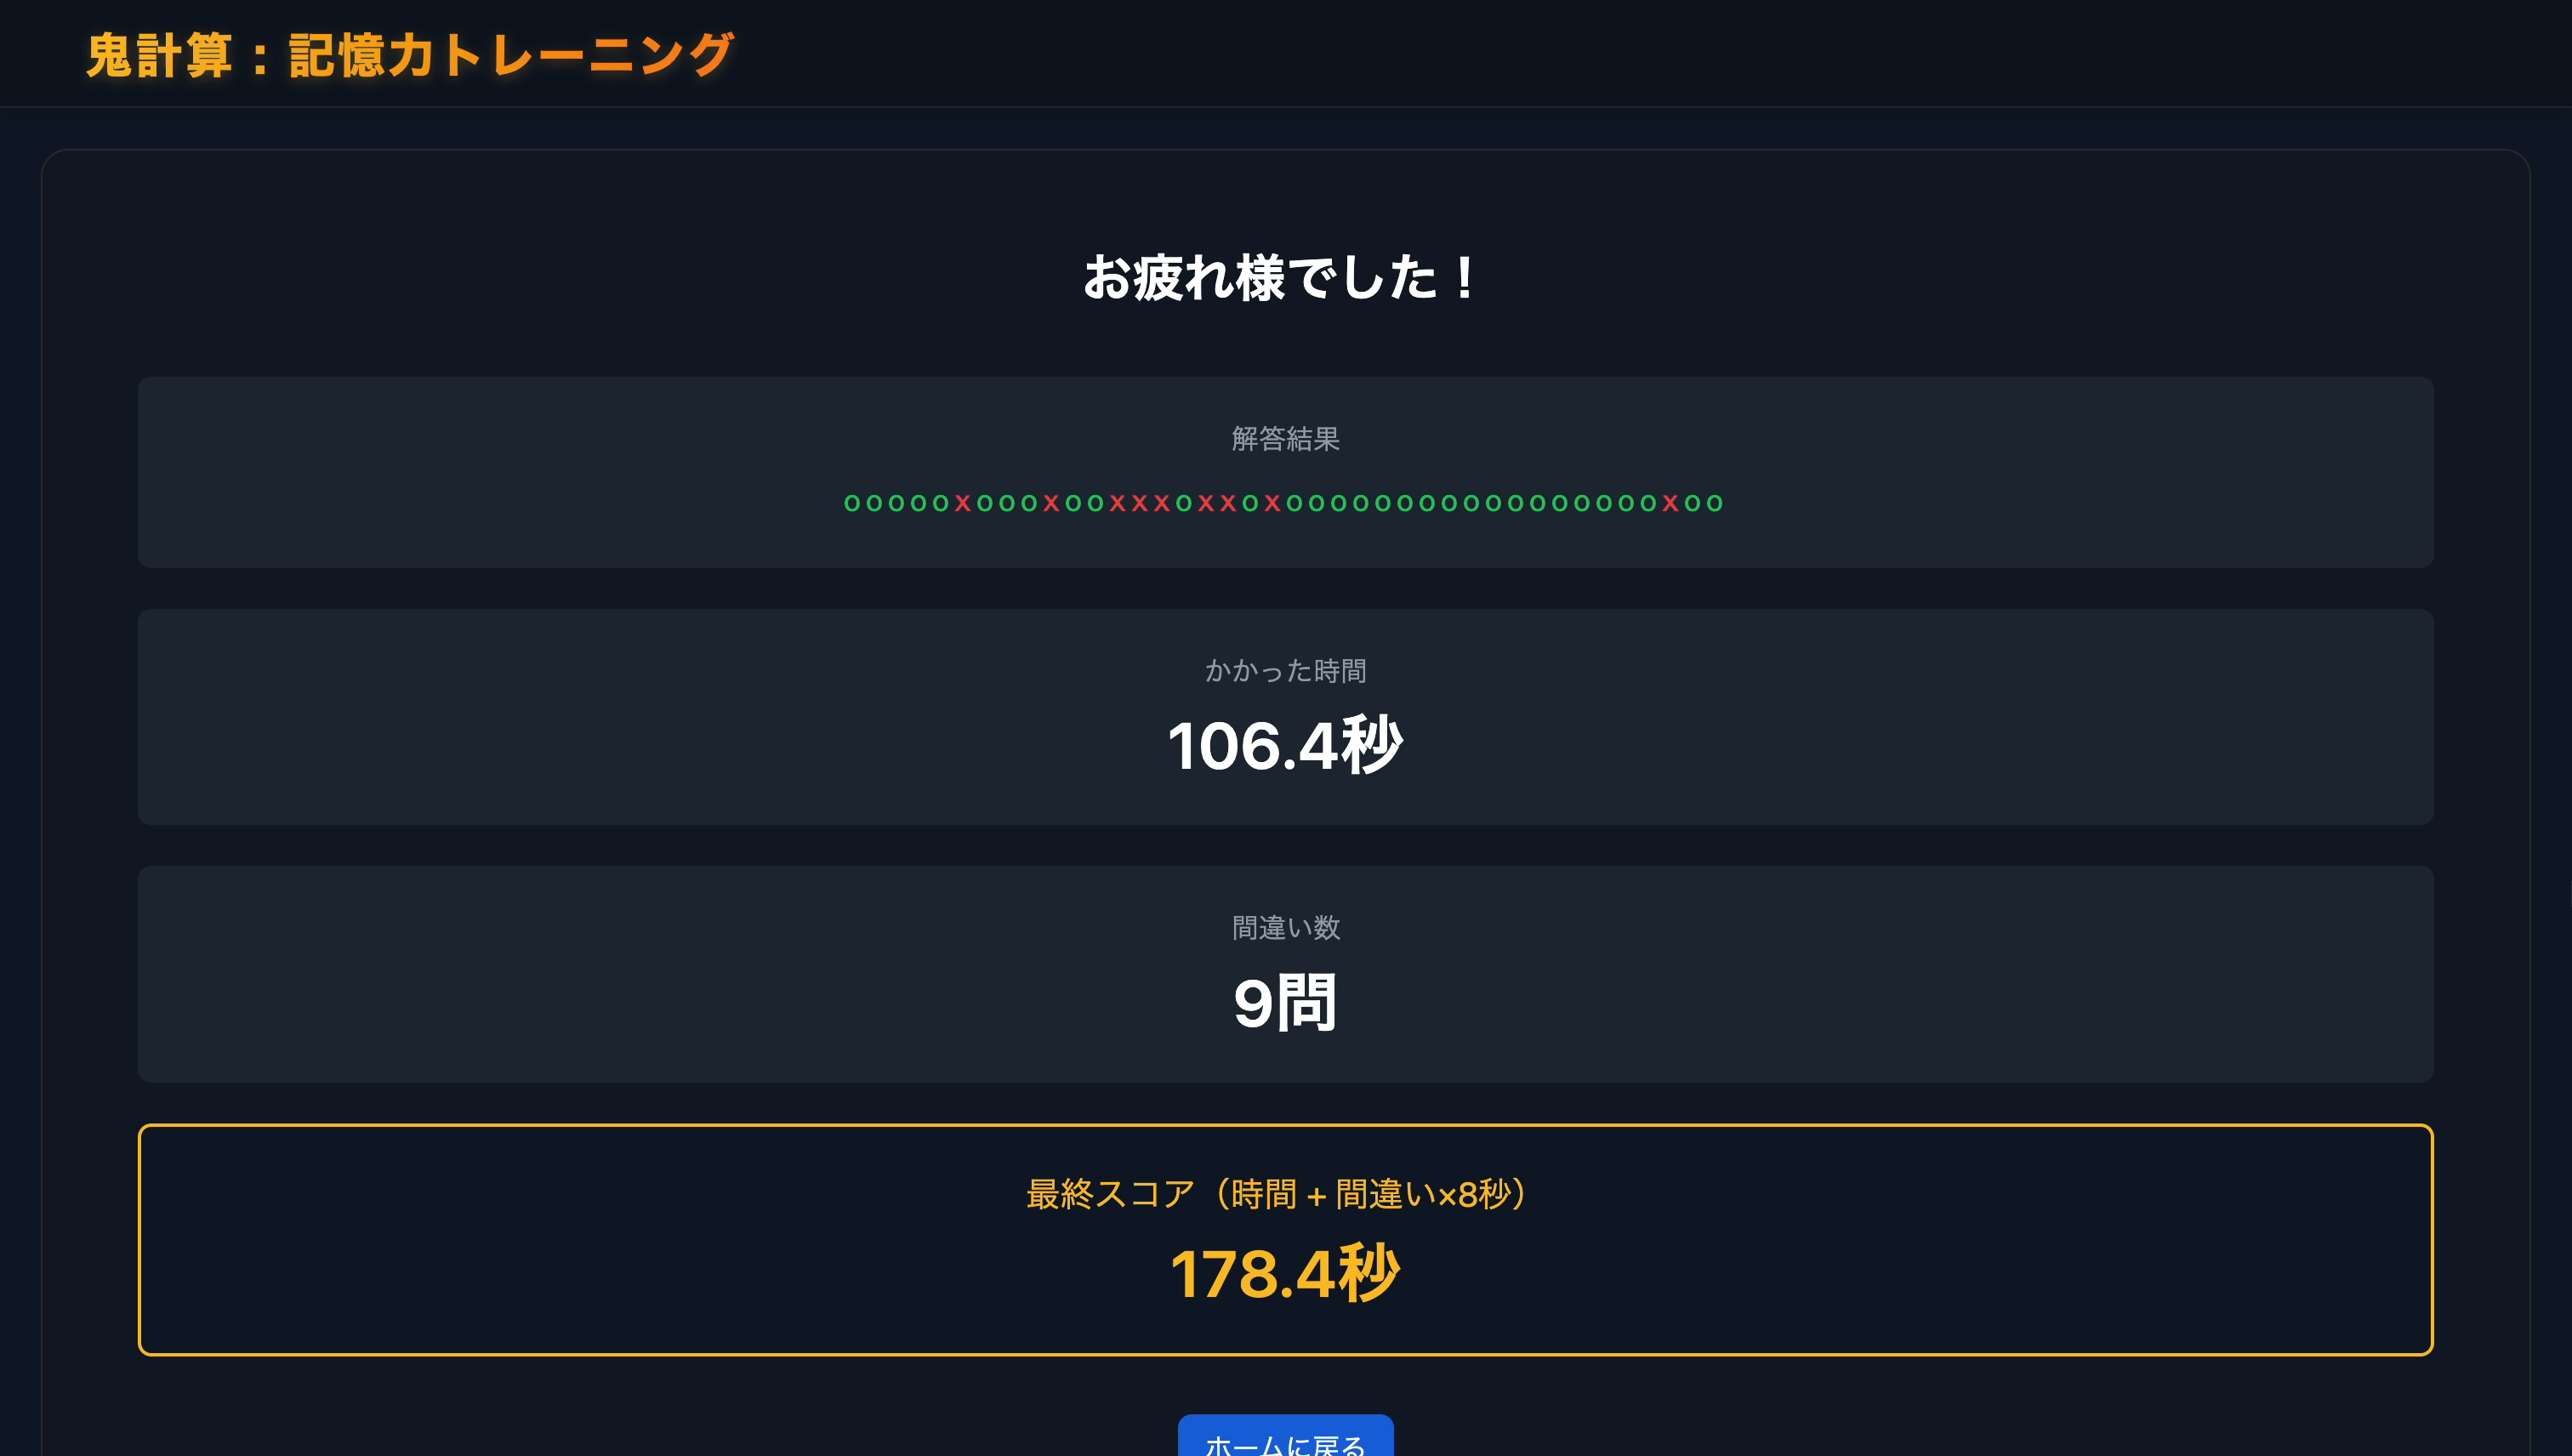 鬼計算：記憶力トレーニング
お疲れ様でした！
解答結果
oooooxoooxooxxxoxxoxoooooooooooooooooxoo
かかった時間
106.4秒
間違い数
9問
最終スコア（時間 + 間違い×8秒）
178.4秒
ホームに戻る